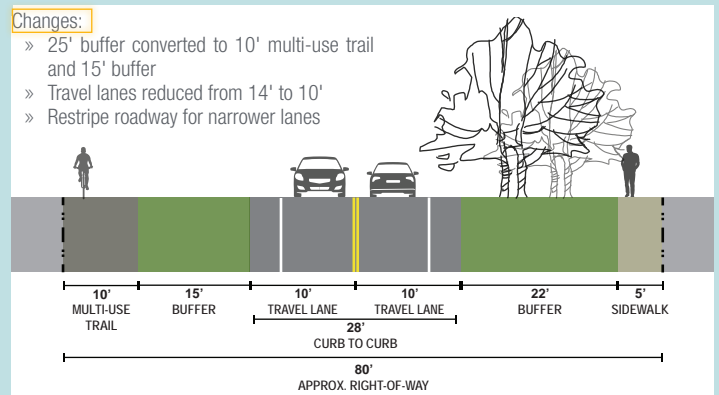 Changes:
» 25' buffer converted to 10' multi-use trail
and 15' buffer
» Travel lanes reduced from 14' to 10'
» Restripe roadway for narrower lanes
10’ 15’ 10’ 10’ 22’ 5’
MULTI-USE BUFFER TRAVEL LANE TRAVEL LANE BUFFER SIDEWALK
TRAIL
28’
CURB TO CURB
80’
APPROX. RIGHT-OF-WAY